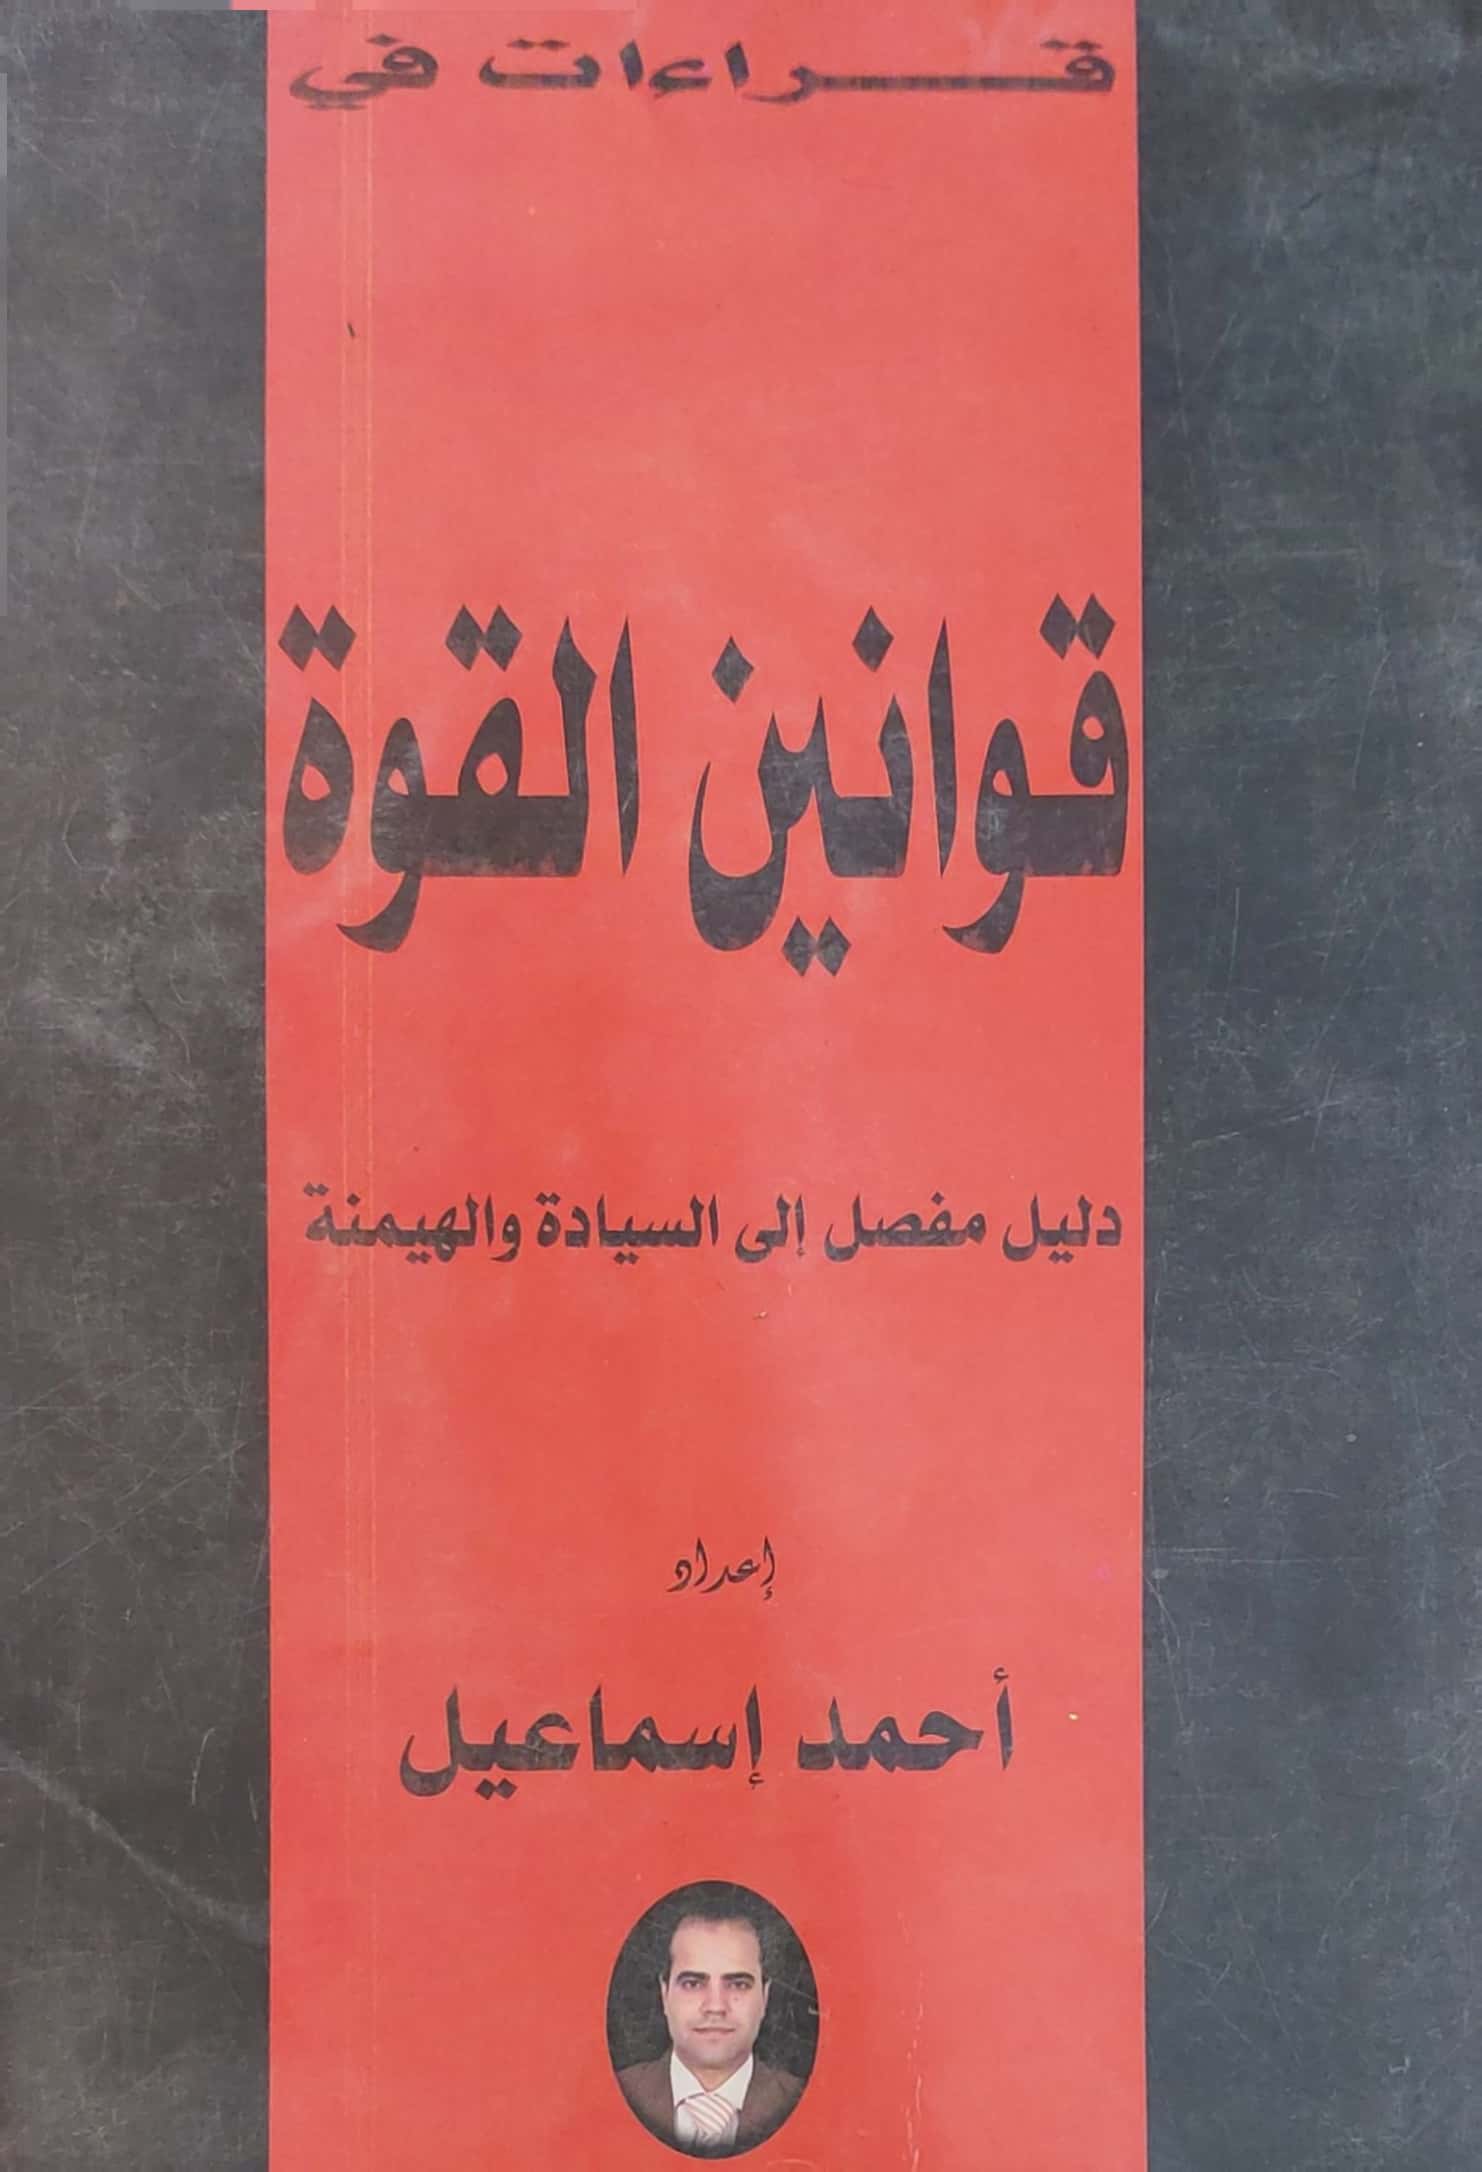 قراءات في
قوانين القوة
دليل مفصل إلى السيادة والهيمنة
إعداد
أحمد إسماعيل